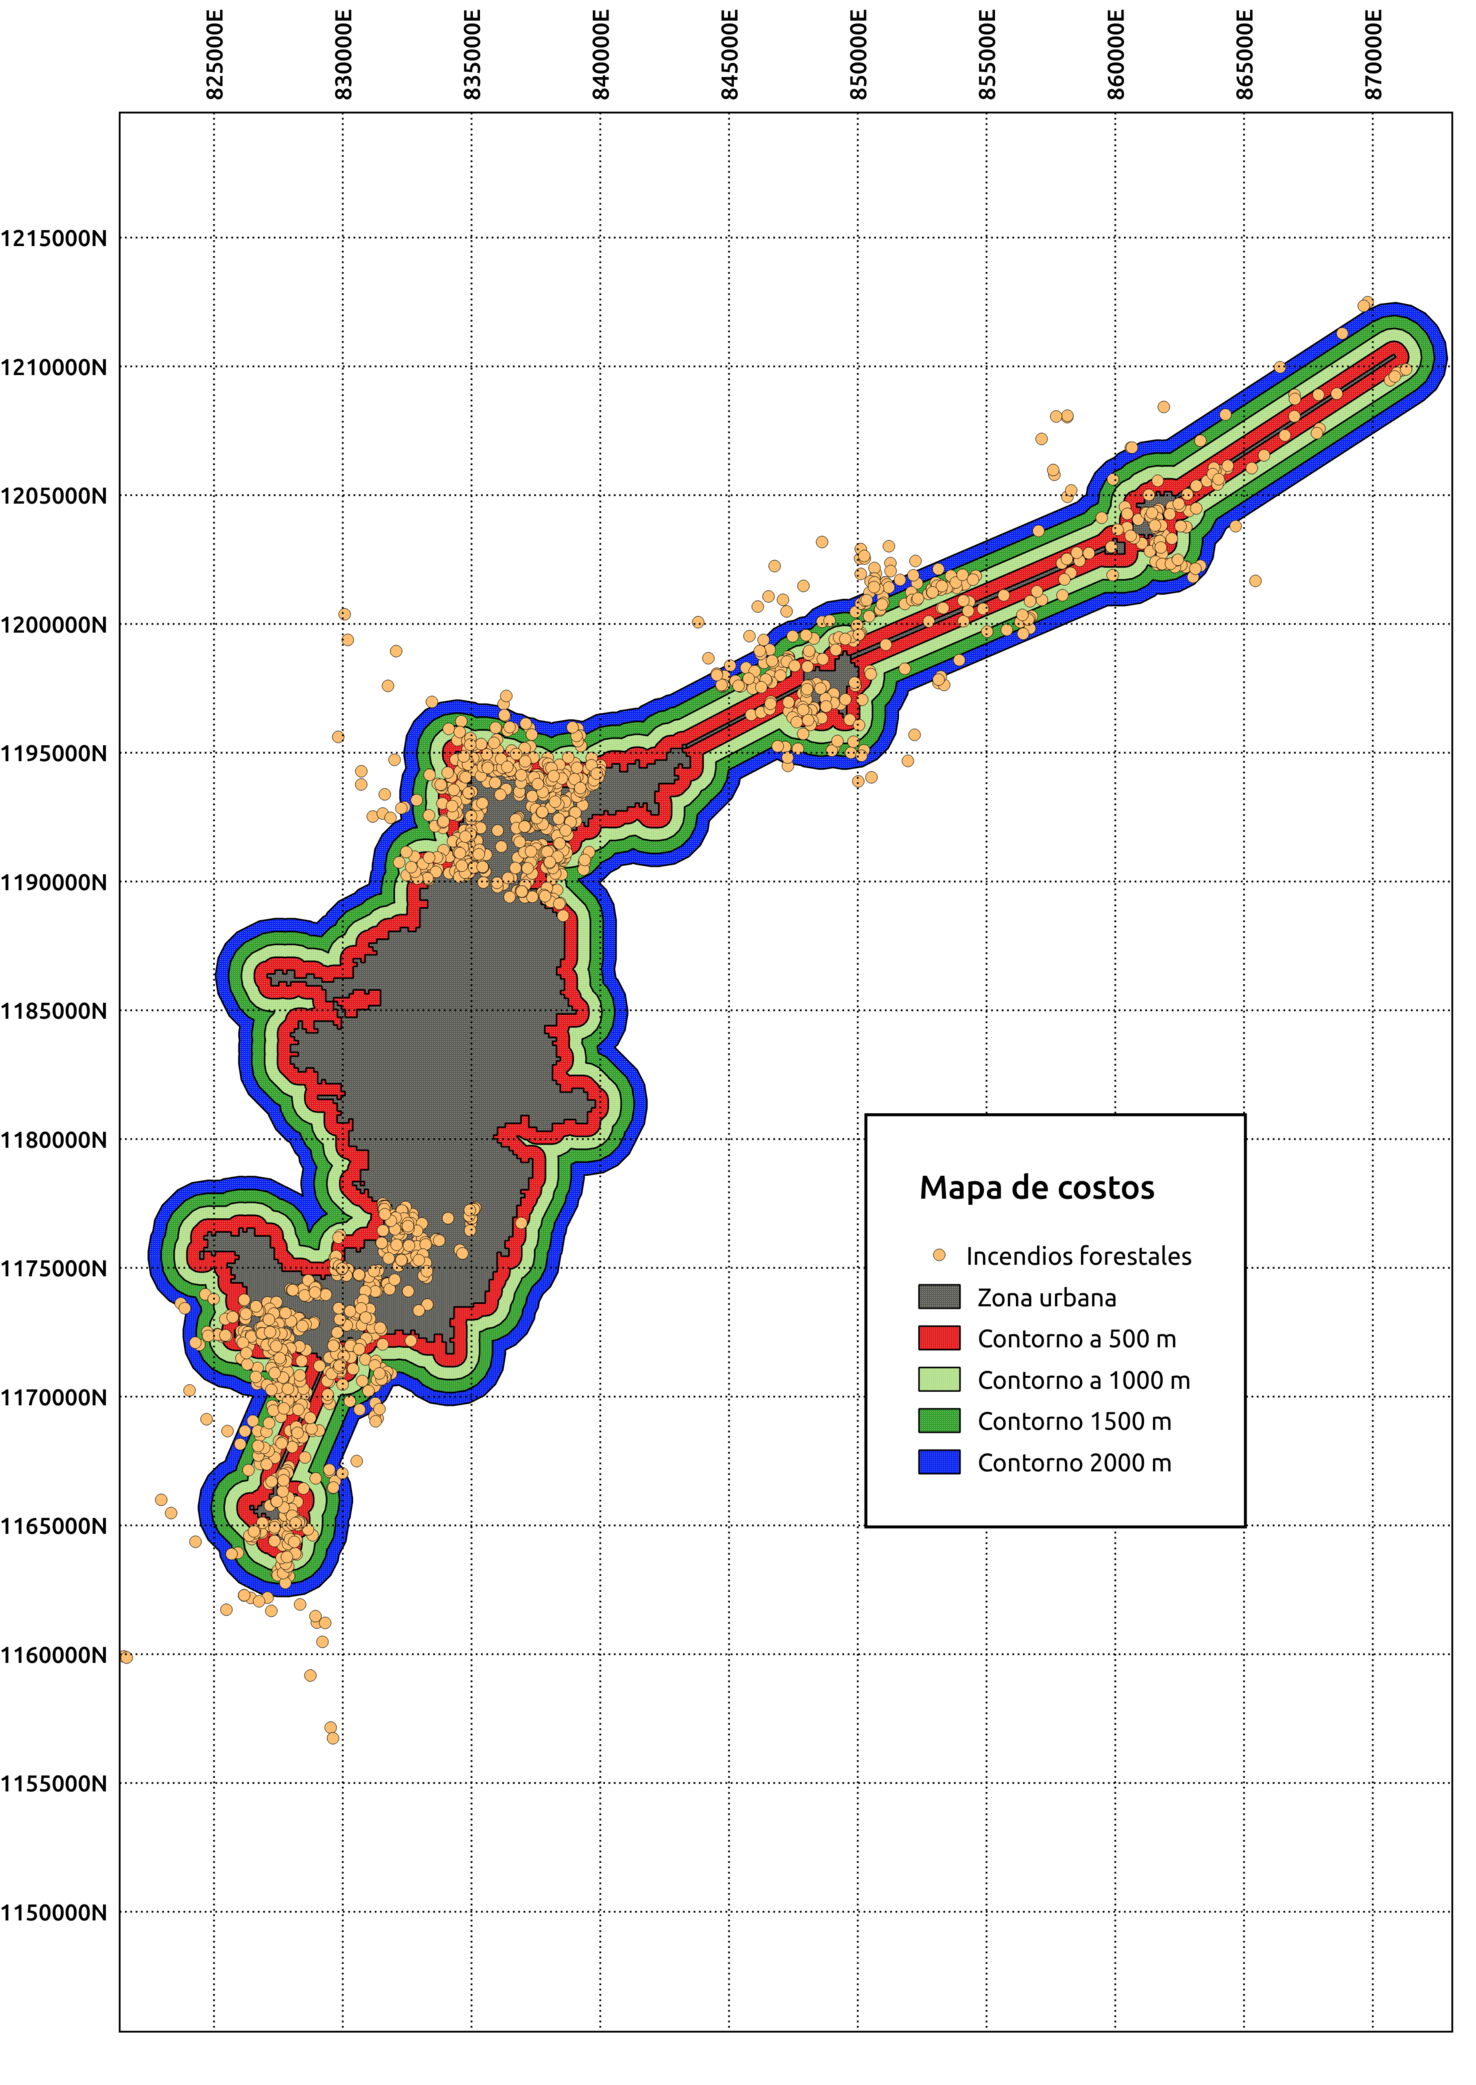 825000E
830000E
835000E
840000E
845000E
850000E
855000E
860000E
865000E
870000E
1215000N
1210000N
1205000N
1200000N
1195000N
1190000N
1185000N
1180000N
1175000N
1170000N
1165000N
1160000N
1155000N
1150000N
Mapa de costos
Incendios forestales
Zona urbana
Contorno a 500 m
Contorno a 1000 m
Contorno 1500 m
Contorno 2000 m